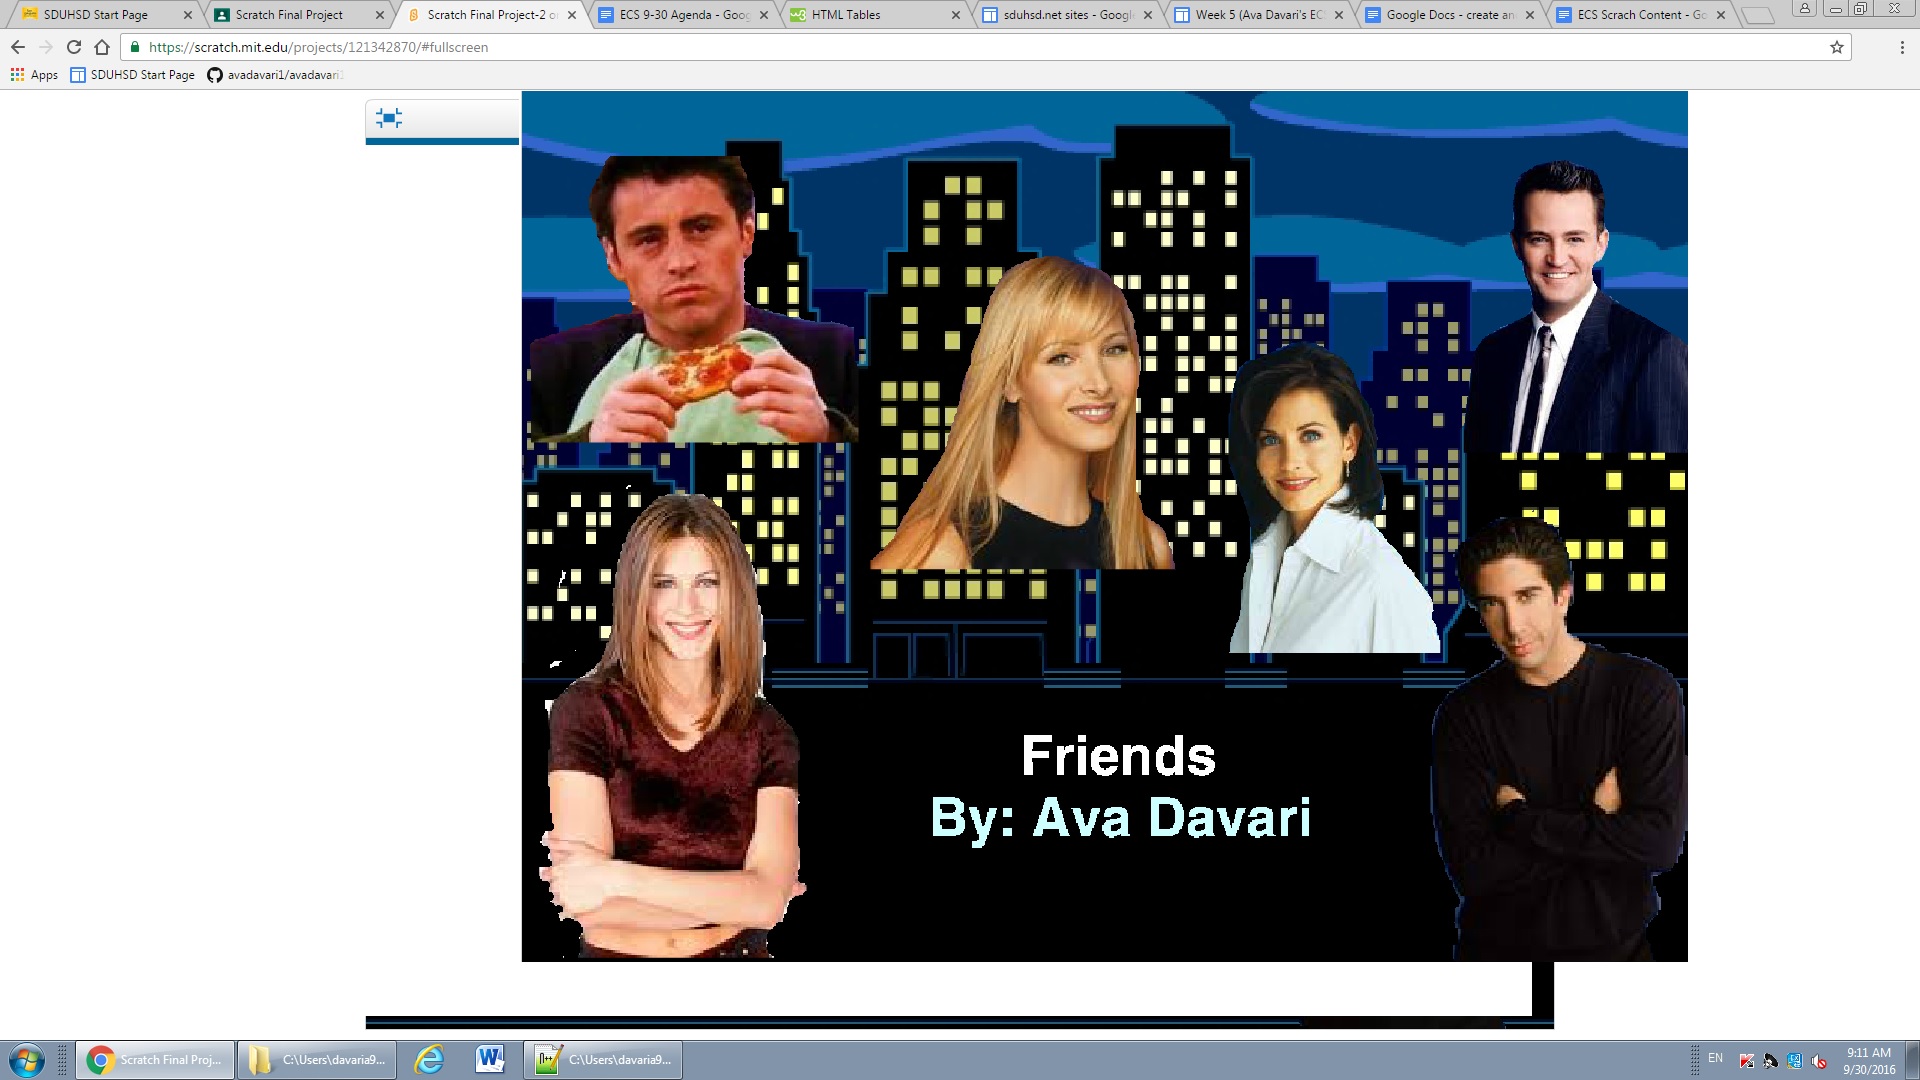 SDUHSD Start Page
Scratch Final Project
Scratch Final Project-2 o
ECS 9-30 Agenda - Goog
HTML Tables
sduhsd.net sites - Googl
Week 5 (Ava Davari's EC
Google Docs - create an
ECS Scrach Content - Go
https://scratch.mit.edu/projects/121342870/#fullscreen
Apps
SDUHSD Start Page
avadavari1/avadavari1
Friends
By: Ava Davari
Scratch Final Proj...
C:\Users\davaria9...
C:\Users\davaria9...
EN
9:11 AM
9/30/2016